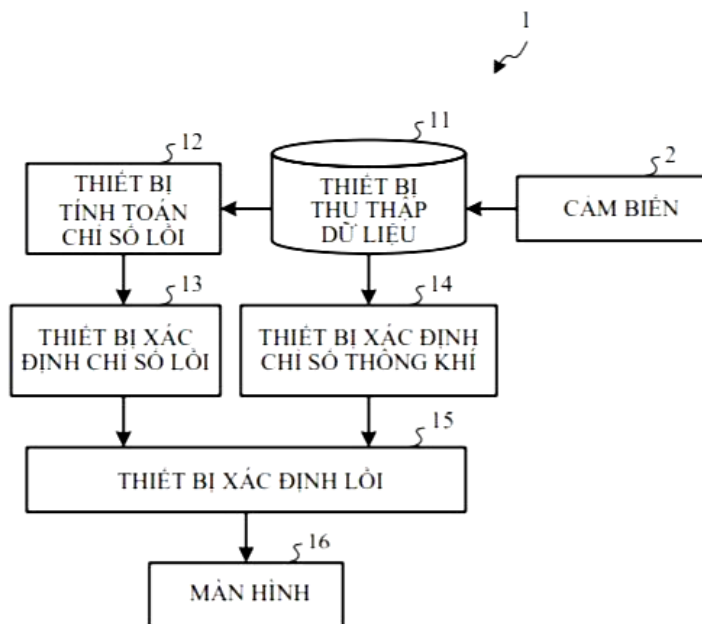 1
11
12
2
THIẾT BỊ
TÍNH TOÁN
CHỈ SỐ LỖI
THIẾT BỊ
THU THẬP
DỮ LIỆU
CẢM BIẾN
13
14
THIẾT BỊ XÁC
ĐỊNH CHỈ SỐ LỖI
THIẾT BỊ XÁC ĐỊNH
CHỈ SỐ THÔNG KHÍ
15
THIẾT BỊ XÁC ĐỊNH LỖI
16
MÀN HÌNH